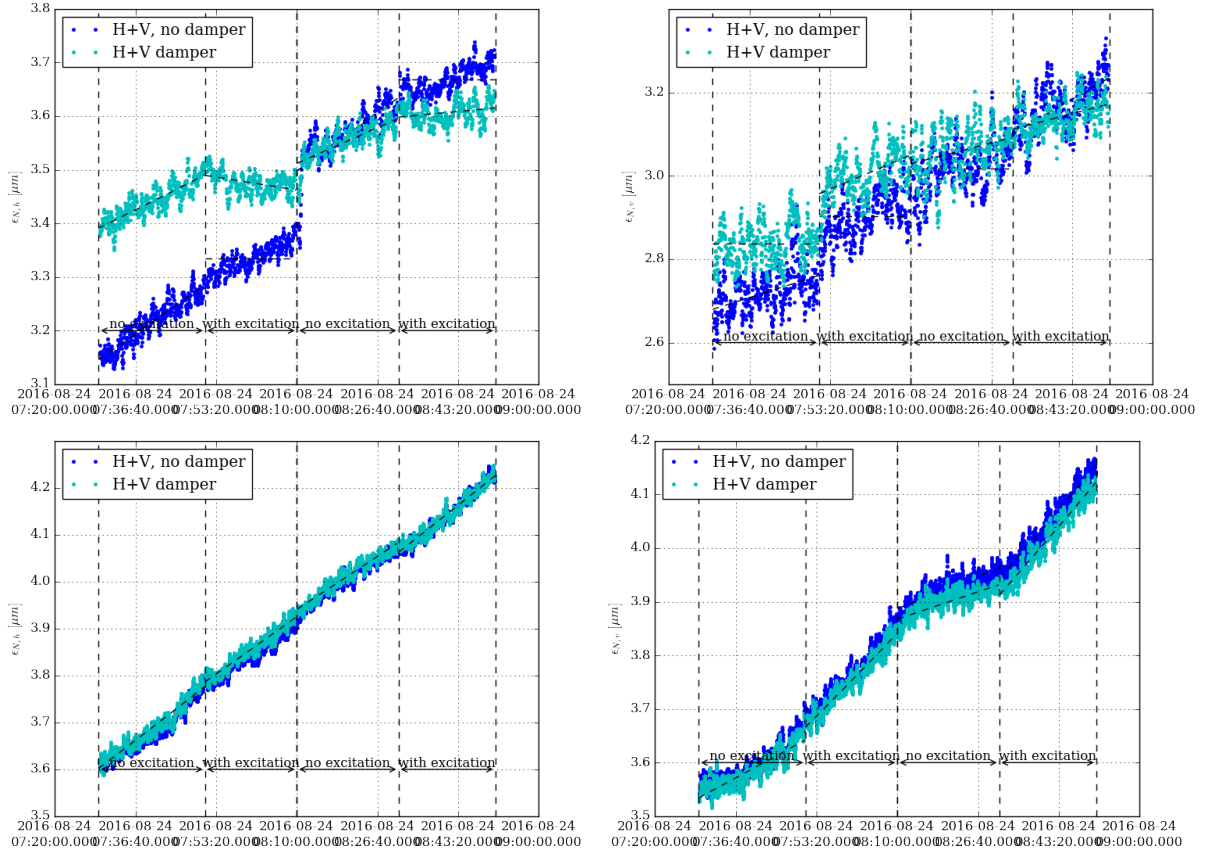 3.8
3.7
3.6
3.5
3.4
3.3
3.2
3.1
ϵN, h [μm]
H+V, no damper
H+V damper
no excitation with excitation no excitation with excitation
2016-08-24 2016-08-24 2016-08-24 2016-08-24 2016-08-24 2016-08-24 2016-08-24
07:20:00.000 07:36:40.000 07:53:20.000 08:10:00.000 08:26:40.000 08:43:20.000 09:00:00.000
3.2
3.0
2.8
2.6
ϵN, v [μm]
H+V, no damper
H+V damper
no excitation with excitation no excitation with excitation
2016-08-24 2016-08-24 2016-08-24 2016-08-24 2016-08-24 2016-08-24 2016-08-24
07:20:00.000 07:36:40.000 07:53:20.000 08:10:00.000 08:26:40.000 08:43:20.000 09:00:00.000
4.2
4.1
4.0
3.9
3.8
3.7
3.6
3.5
ϵN, h [μm]
H+V, no damper
H+V damper
no excitation with excitation no excitation with excitation
2016-08-24 2016-08-24 2016-08-24 2016-08-24 2016-08-24 2016-08-24 2016-08-24
07:20:00.000 07:36:40.000 07:53:20.000 08:10:00.000 08:26:40.000 08:43:20.000 09:00:00.000
4.2
4.1
4.0
3.9
3.8
3.7
3.6
3.5
ϵN, v [μm]
H+V, no damper
H+V damper
no excitation with excitation no excitation with excitation
2016-08-24 2016-08-24 2016-08-24 2016-08-24 2016-08-24 2016-08-24 2016-08-24
07:20:00.000 07:36:40.000 07:53:20.000 08:10:00.000 08:26:40.000 08:43:20.000 09:00:00.000